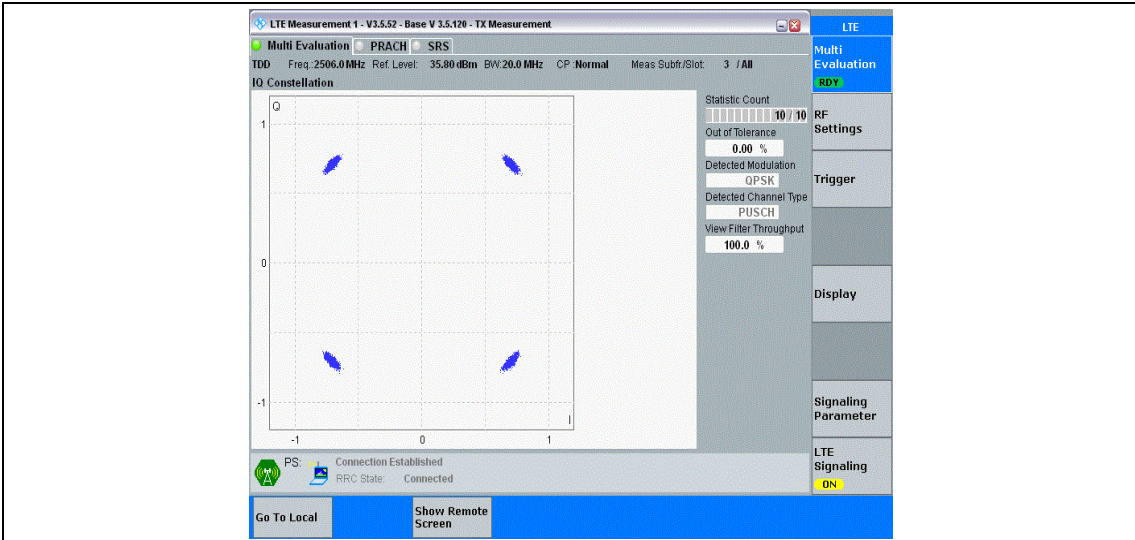 LTE Measurement 1 - V3.5.52 - Base V 3.5.120 - TX Measurement
LTE
Multi Evaluation PRACH SRS
TDD Freq.:2506.0 MHz Ref. Level: 35.80 dBm BW:20.0 MHz CP :Normal Meas Subfr./Slot: 3 / All
IQ Constellation
Q
1
0
-1
I
-1 0 1
Statistic Count
10 / 10
Out of Tolerance
0.00 %
Detected Modulation
QPSK
Detected Channel Type
PUSCH
View Filter Throughput
100.0 %
Multi
Evaluation
RDY
RF
Settings
Trigger
Display
Signaling
Parameter
LTE
Signaling
ON
PS: Connection Established
RRC State: Connected
Go To Local
Show Remote
Screen